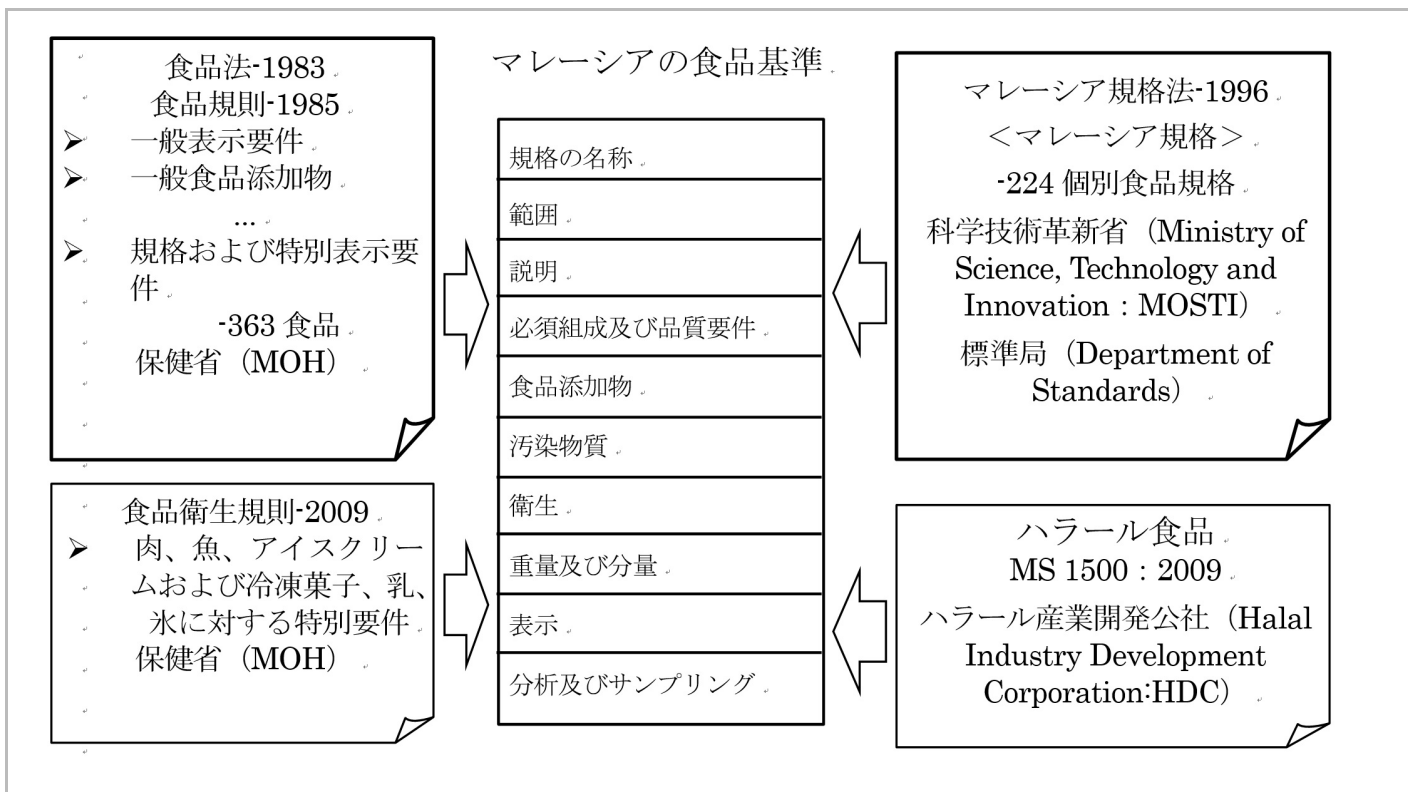 マレーシアの食品基準
食品法-1983
食品規則-1985
➢ 一般表示要件
➢ 一般食品添加物
...
➢ 規格および特別表示要
件
-363 食品
保健省（MOH）
食品衛生規則-2009
➢ 肉、魚、アイスクリー
ムおよび冷凍菓子、乳、
氷に対する特別要件
保健省（MOH）
規格の名称
範囲
説明
必須組成及び品質要件
食品添加物
汚染物質
衛生
重量及び分量
表示
分析及びサンプリング
マレーシア規格法-1996
＜マレーシア規格＞
-224 個別食品規格
科学技術革新省（Ministry of
Science, Technology and
Innovation：MOSTI）
標準局（Department of
Standards）
ハラール食品
MS 1500：2009
ハラール産業開発公社（Halal
Industry Development
Corporation:HDC）